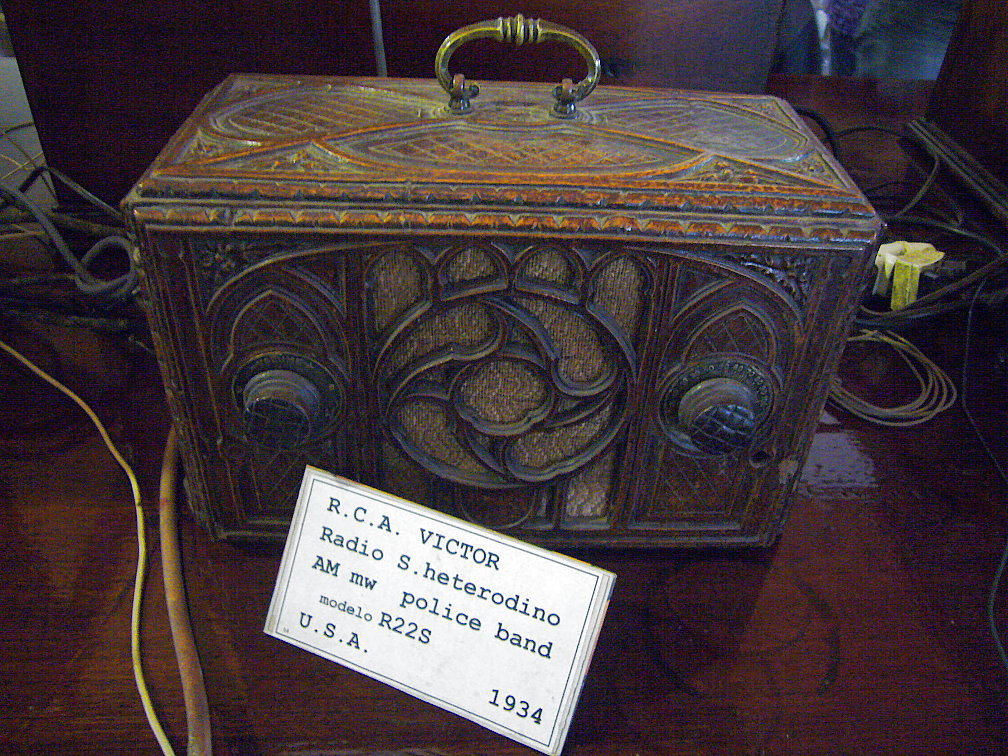 R.C.A. VICTOR
Radio S.heterodino
AM mw police band
modelo R22S
U.S.A.
1934